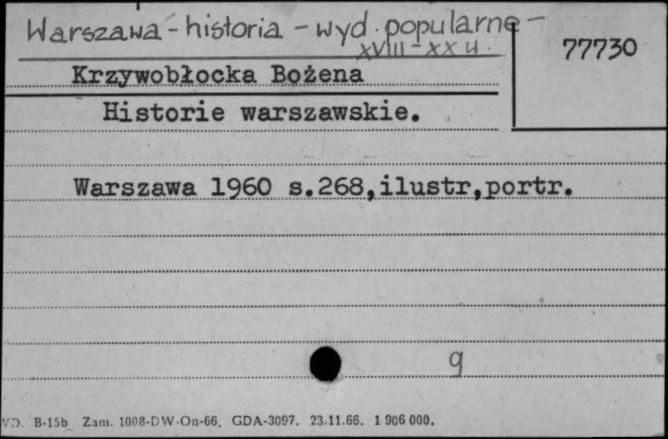 Warszawa - historia - wyd. popularne -
XVIII - XX w.
77730
Krzywobłocka Bożena
Historie warszawskie.
Warszawa 1960 s.268,ilustr,portr.
g
B-15b Zam. 1008-DW-On-66. GDA-3097. 23.11.66. 1 906 000.